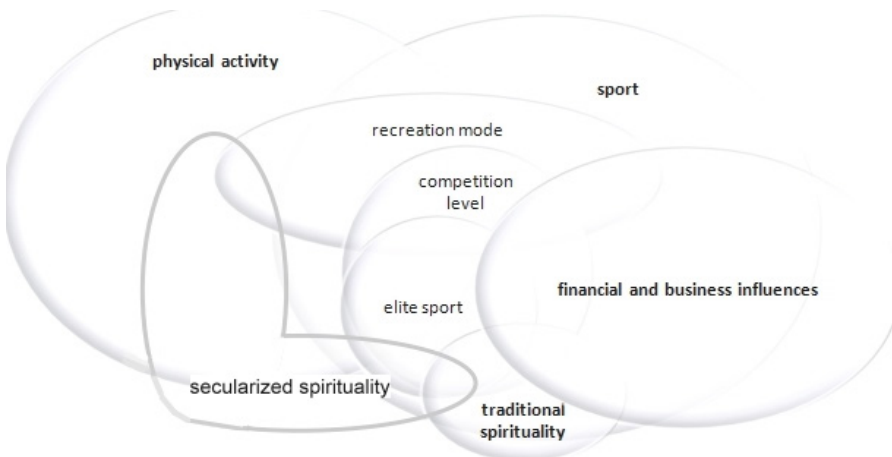 physical activity
sport
recreation mode
competition
level
financial and business influences
elite sport
secularized spirituality
traditional
spirituality